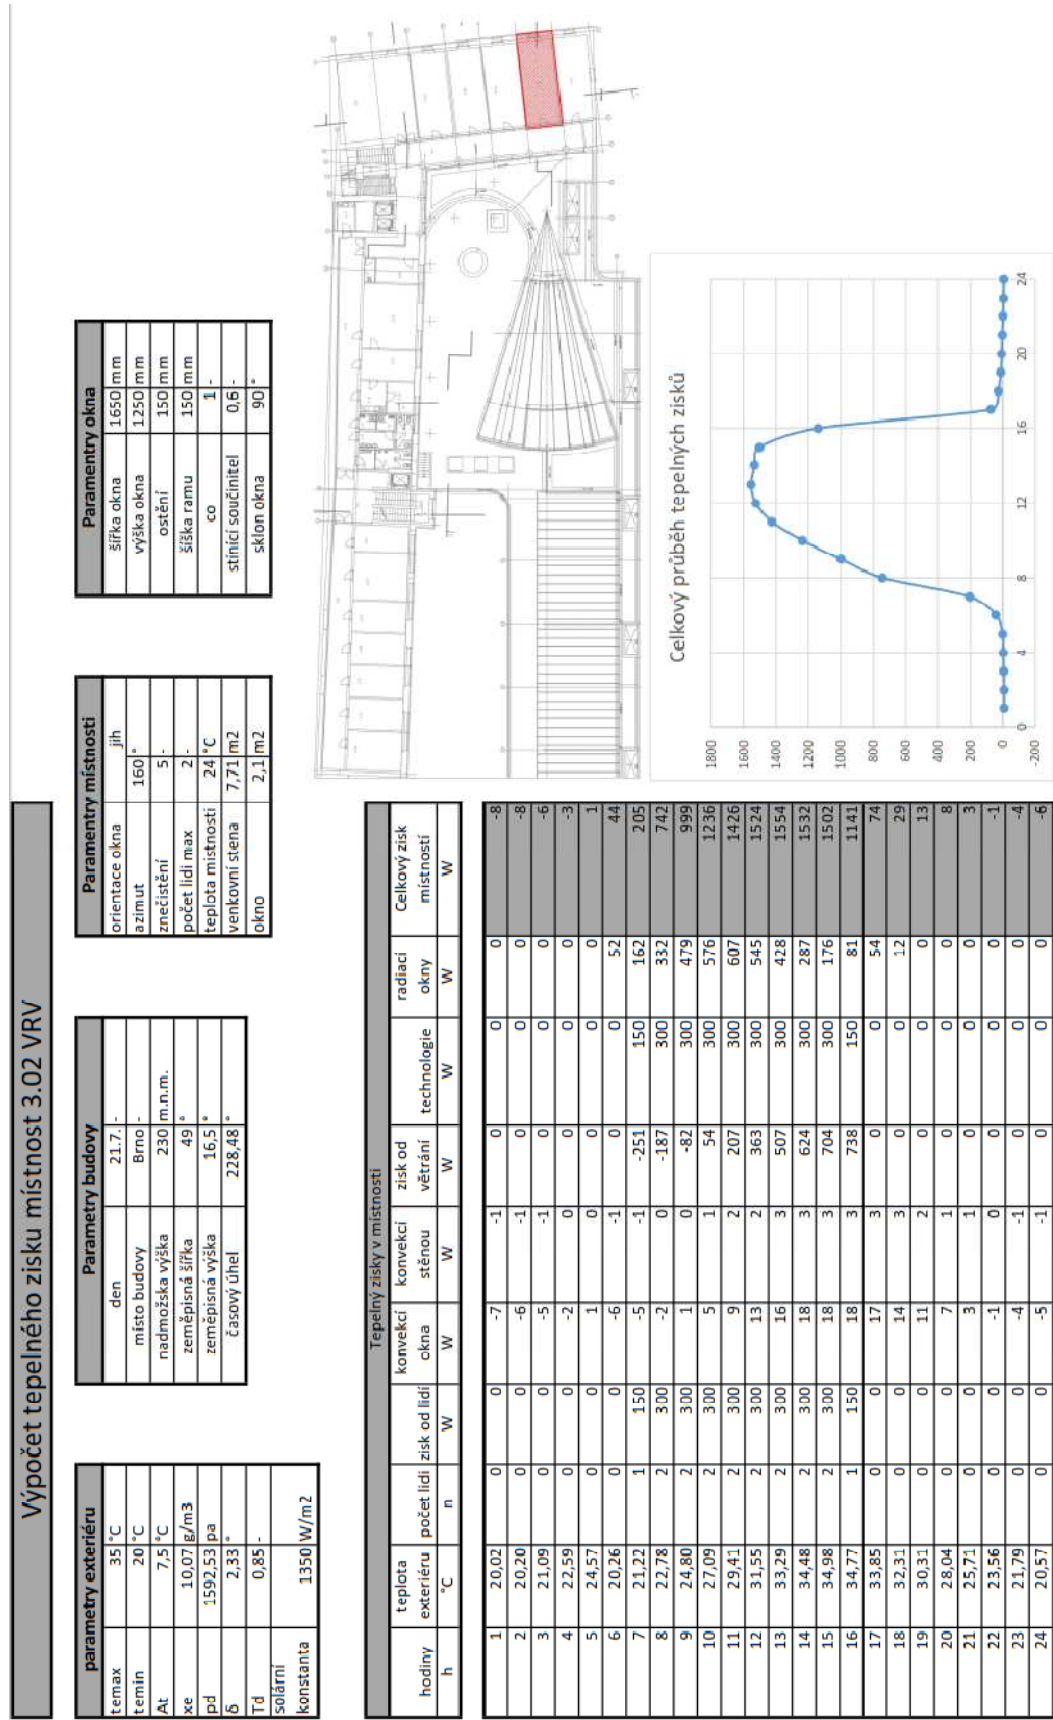 Výpočet tepelného zisku místnost 3.02 VRV
parametry exteriéru
temax 35 °C
temin 20 °C
At 7,5 °C
xe 10,07 g/m3
pd 1592,53 pa
δ 2,33 °
Td 0,85 -
solární
konstanta 1350 W/m2
Parametry budovy
den 21.7. -
místo budovy Brno -
nadmožska výška 230 m.n.m.
zeměpisná šířka 49 °
zeměpisná výška 16,5 °
časový úhel 228,48 °
Paramentry místnosti
orientace okna jih
azimut 160 °
znečistění 5 -
počet lidi max 2 -
teplota mistnosti 24 °C
venkovní stena 7,71 m2
okno 2,1 m2
Paramentry okna
šířka okna 1650 mm
výška okna 1250 mm
ostění 150 mm
šíška ramu 150 mm
co 1 -
stinící součinitel 0,6 -
sklon okna 90 °
Tepelný zisky v místnosti
hodiny teplota exteriéru počet lidi zisk od lidí konvekcí okna konvekcí stěnou zisk od větrání technologie radiací okny Celkový zisk místností
h °C n W W W W W W W
1 20,02 0 0 -7 -1 0 0 0 -8
2 20,20 0 0 -6 -1 0 0 0 -8
3 21,09 0 0 -5 -1 0 0 0 -6
4 22,59 0 0 -2 0 0 0 0 -3
5 24,57 0 0 1 0 0 0 0 1
6 20,26 0 0 -6 -1 0 0 52 44
7 21,22 1 150 -5 -1 -251 150 162 205
8 22,78 2 300 -2 0 -187 300 332 742
9 24,80 2 300 1 0 -82 300 479 999
10 27,09 2 300 5 1 54 300 576 1236
11 29,41 2 300 9 2 207 300 607 1426
12 31,55 2 300 13 2 363 300 545 1524
13 33,29 2 300 16 3 507 300 428 1554
14 34,48 2 300 18 3 624 300 287 1532
15 34,98 2 300 18 3 704 300 176 1502
16 34,77 1 150 18 3 738 150 81 1141
17 33,85 0 0 17 3 0 0 54 74
18 32,31 0 0 14 3 0 0 12 29
19 30,31 0 0 11 2 0 0 0 13
20 28,04 0 0 7 1 0 0 0 8
21 25,71 0 0 3 1 0 0 0 3
22 23,56 0 0 -1 0 0 0 0 -1
23 21,79 0 0 -4 -1 0 0 0 -4
24 20,57 0 0 -5 -1 0 0 0 -6
Celkový průběh tepelných zisků
1800
1600
1400
1200
1000
800
600
400
200
0
-200
0 4 8 12 16 20 24